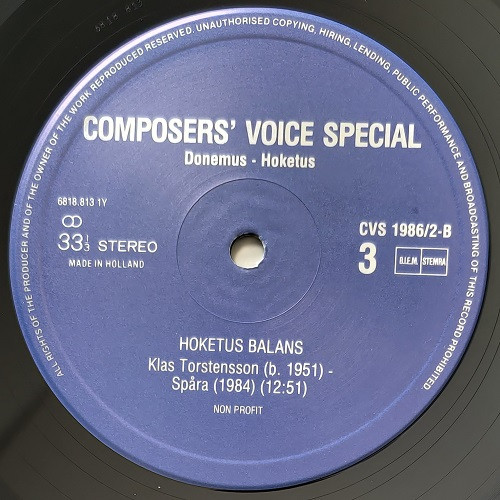 ALL RIGHTS OF THE PRODUCER AND OF THE OWNER OF THE WORK REPRODUCED RESERVED. UNAUTHORISED COPYING, HIRING, LENDING, PUBLIC PERFORMANCE AND BROADCASTING OF THIS RECORD PROHIBITED
COMPOSERS' VOICE SPECIAL
Donemus - Hoketus
6818.813 1Y
33 1/3 STEREO
MADE IN HOLLAND
CVS 1986/2-B
3
B.I.E.M. STEMRA
HOKETUS BALANS
Klas Torstensson (b. 1951) -
Spåra (1984) (12:51)
NON PROFIT